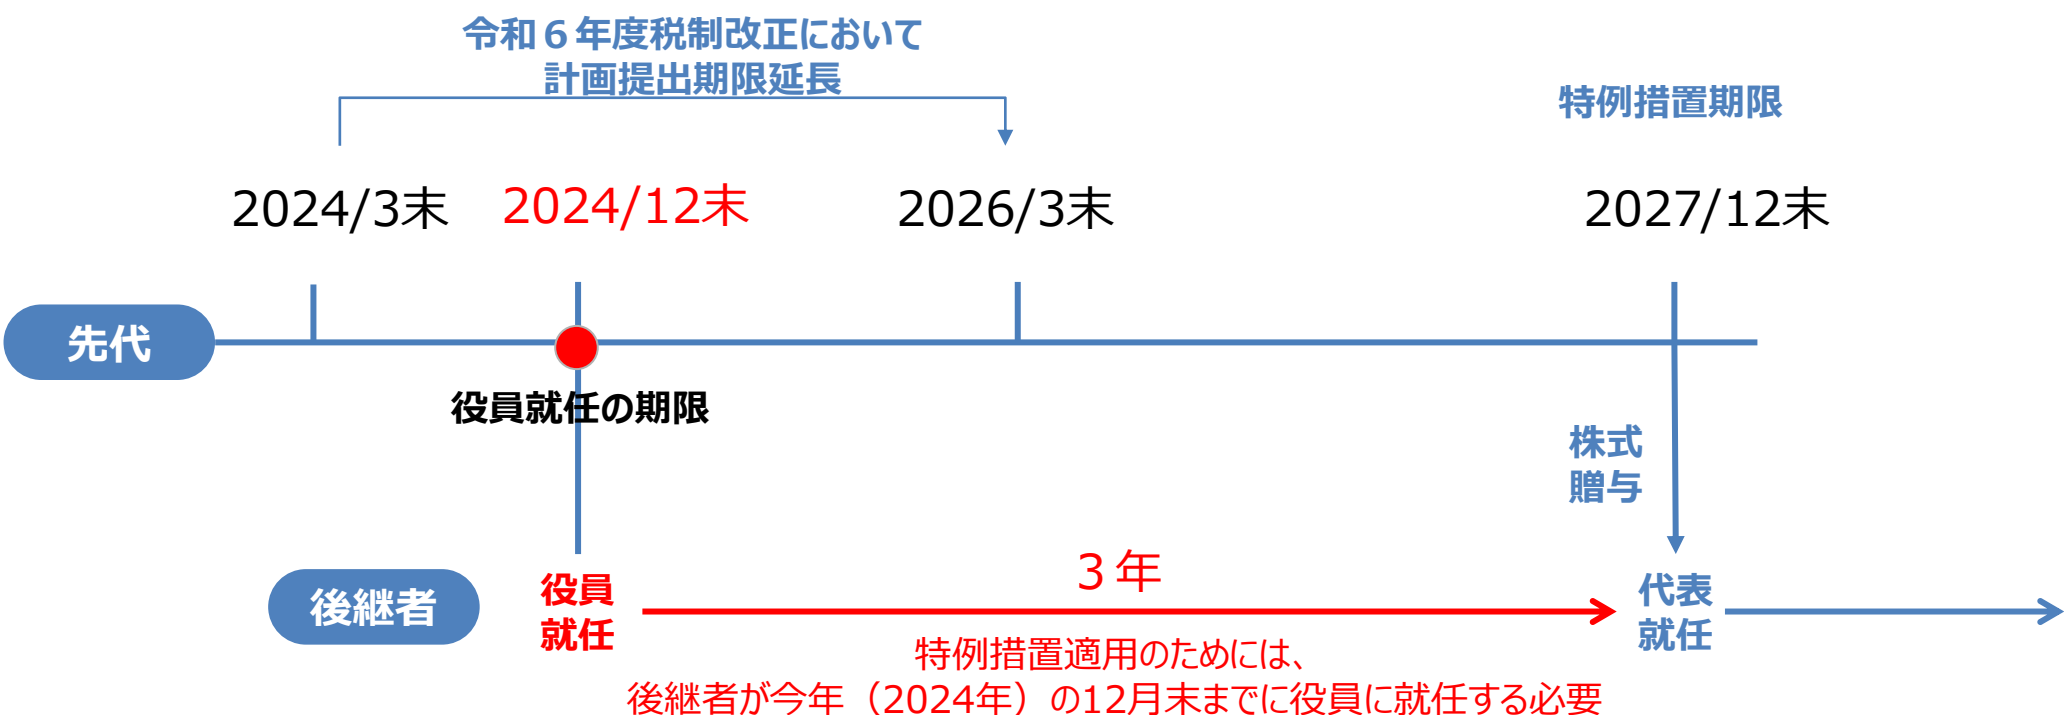 令和６年度税制改正において
計画提出期限延長
特例措置期限
2024/3末
2024/12末
2026/3末
2027/12末
先代
役員就任の期限
株式
贈与
後継者
役員
就任
３年
代表
就任
特例措置適用のためには、
後継者が今年（2024年）の12月末までに役員に就任する必要